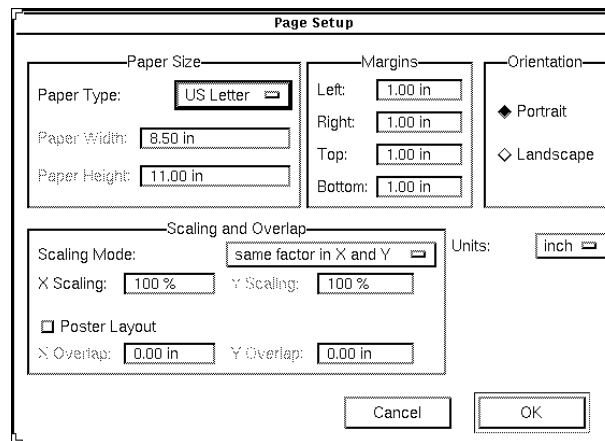 Page Setup
Paper Size
Paper Type: US Letter
Paper Width: 8.50 in
Paper Height: 11.00 in
Margins
Left: 1.00 in
Right: 1.00 in
Top: 1.00 in
Bottom: 1.00 in
Orientation
Portrait
Landscape
Scaling and Overlap
Scaling Mode: same factor in X and Y
X Scaling: 100 % Y Scaling: 100 %
Poster Layout
X Overlap: 0.00 in Y Overlap: 0.00 in
Units: inch
Cancel OK